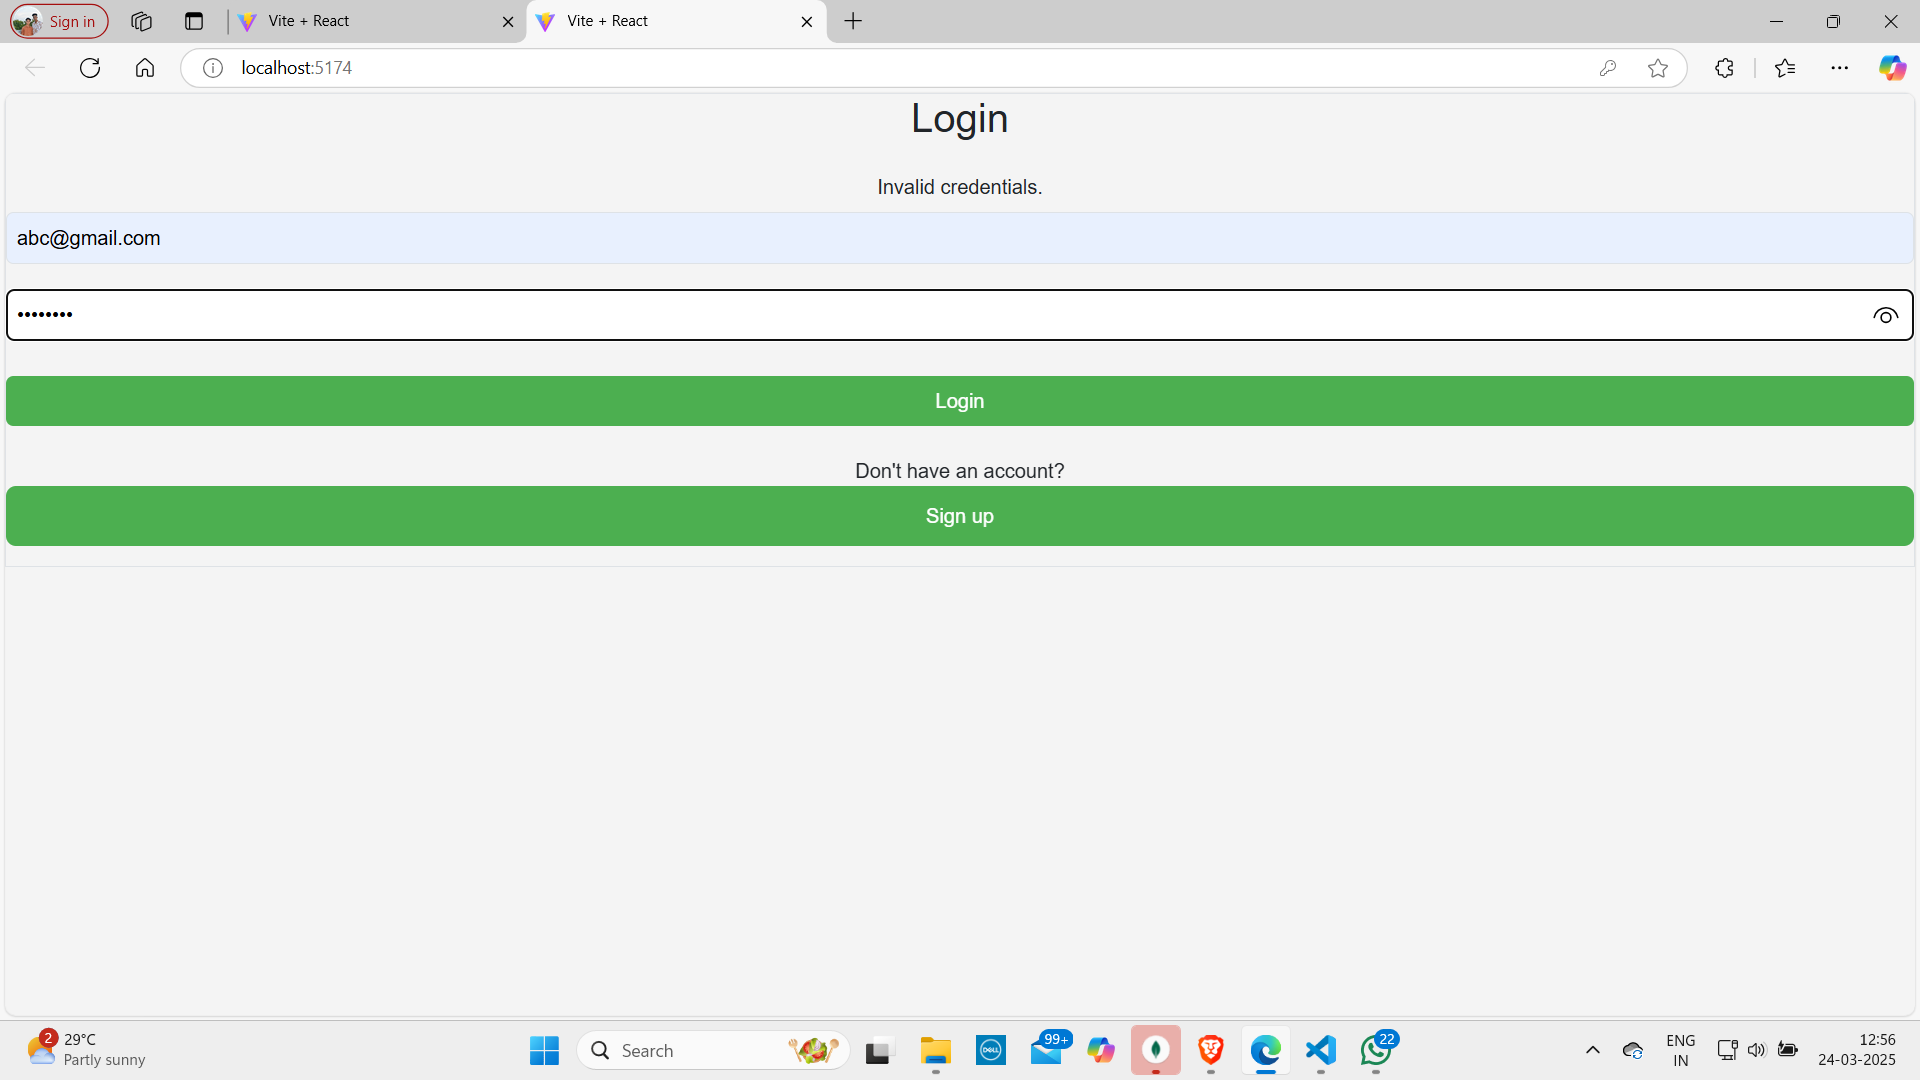 Sign in
Vite + React
Vite + React
localhost:5174
Login
Invalid credentials.
abc@gmail.com
••••••••
Login
Don't have an account?
Sign up
2
29°C
Partly sunny
Search
DELL
99+
22
ENG
IN
12:56
24-03-2025